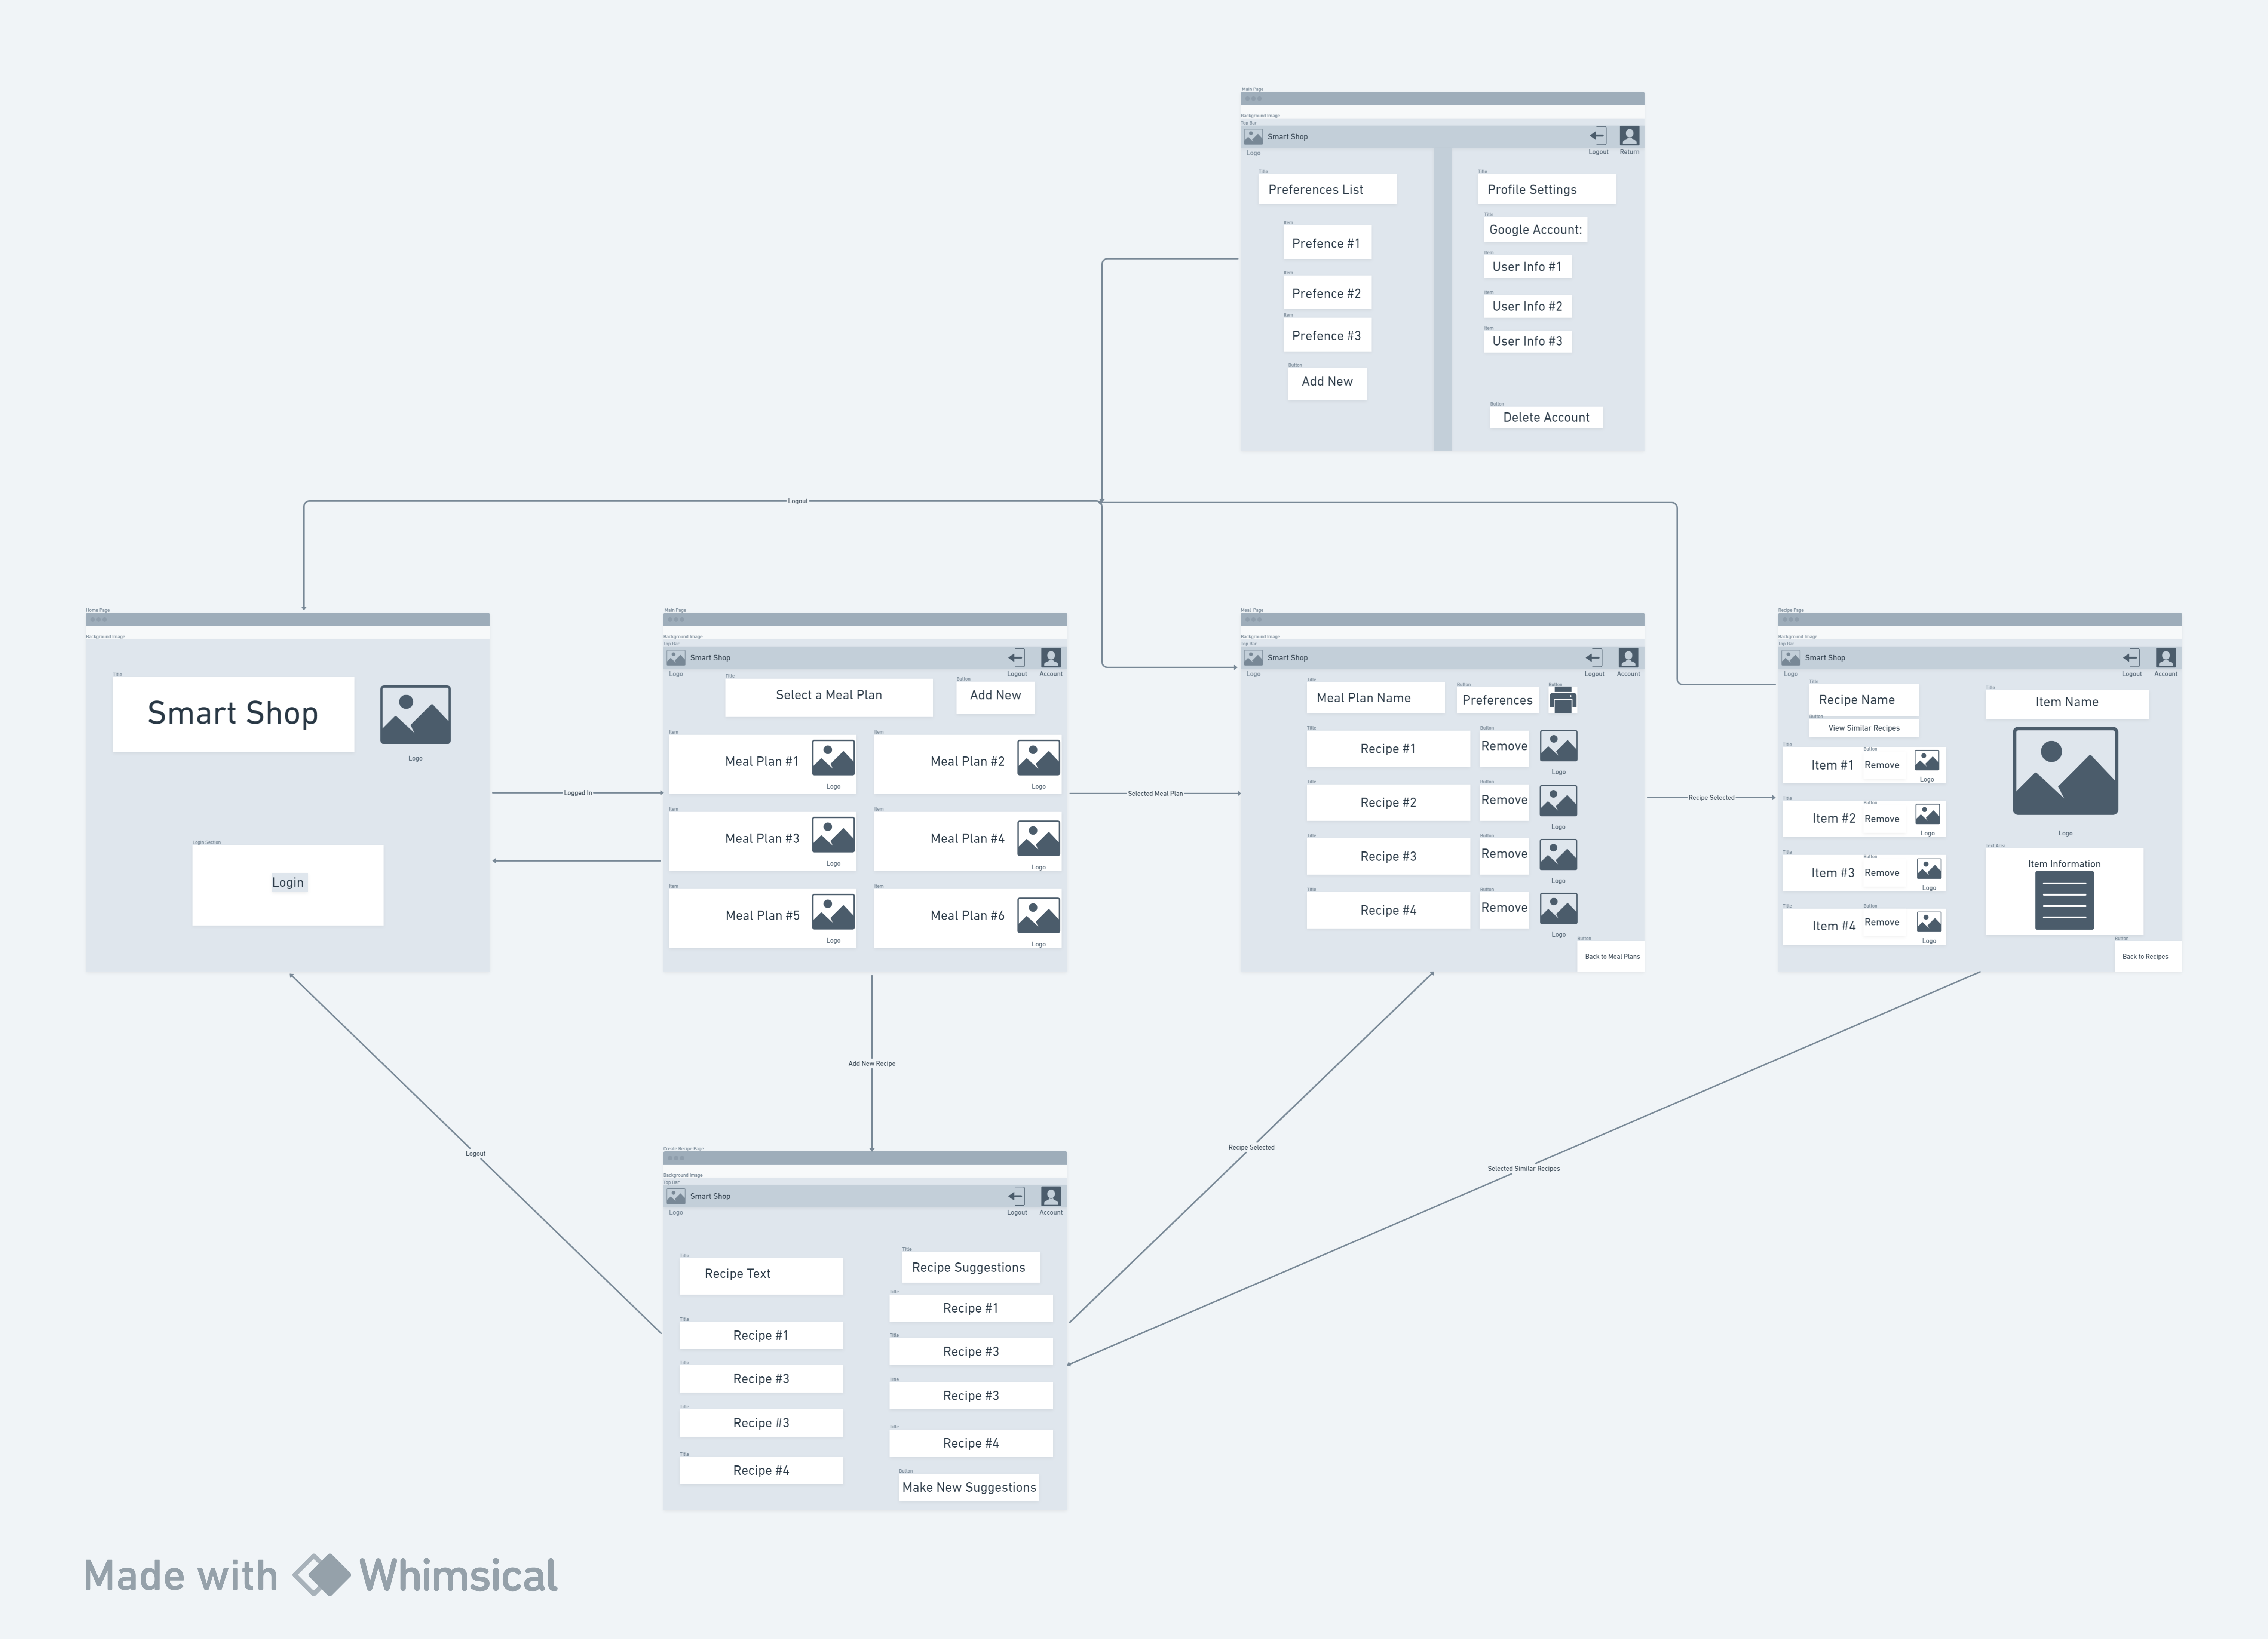 Main Page
Background Image
Top Bar
Smart Shop
Logo
Logout
Return
Title
Preferences List
Item
Prefence #1
Item
Prefence #2
Item
Prefence #3
Button
Add New
Title
Profile Settings
Title
Google Account:
Item
User Info #1
Item
User Info #2
Item
User Info #3
Button
Delete Account
Logout
Home Page
Background Image
Title
Smart Shop
Logo
Login Section
Login
Logged In
Main Page
Background Image
Top Bar
Smart Shop
Logo
Logout
Account
Title
Select a Meal Plan
Button
Add New
Item
Meal Plan #1
Logo
Meal Plan #2
Logo
Item
Meal Plan #3
Logo
Item
Meal Plan #4
Logo
Item
Meal Plan #5
Logo
Item
Meal Plan #6
Logo
Selected Meal Plan
Meal Page
Background Image
Top Bar
Smart Shop
Logo
Logout
Account
Title
Meal Plan Name
Button
Preferences
Button
Title
Recipe #1
Button
Remove
Logo
Title
Recipe #2
Button
Remove
Logo
Title
Recipe #3
Button
Remove
Logo
Title
Recipe #4
Button
Remove
Logo
Button
Back to Meal Plans
Recipe Selected
Recipe Page
Background Image
Top Bar
Smart Shop
Logo
Logout
Account
Title
Recipe Name
Button
View Similar Recipes
Title
Item #1
Button
Remove
Logo
Title
Item #2
Button
Remove
Logo
Title
Item #3
Button
Remove
Logo
Title
Item #4
Button
Remove
Logo
Title
Item Name
Logo
Text Area
Item Information
Button
Back to Recipes
Add New Recipe
Logout
Recipe Selected
Selected Similar Recipes
Create Recipe Page
Background Image
Top Bar
Smart Shop
Logo
Logout
Account
Title
Recipe Text
Title
Recipe #1
Title
Recipe #3
Title
Recipe #3
Title
Recipe #4
Title
Recipe Suggestions
Title
Recipe #1
Title
Recipe #3
Title
Recipe #3
Title
Recipe #4
Button
Make New Suggestions
Made with Whimsical